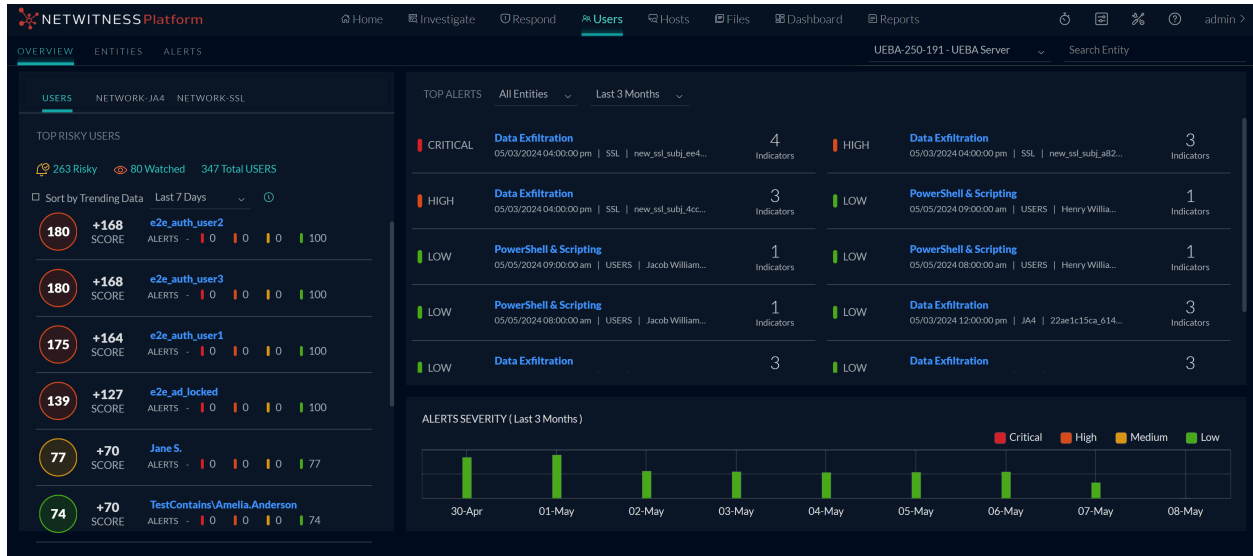 NETWITNESS Platform Home Investigate Respond Users Hosts Files Dashboard Reports admin >
OVERVIEW ENTITIES ALERTS UEBA-250-191 - UEBA Server Search Entity
USERS NETWORK-JA4 NETWORK-SSL
TOP RISKY USERS
263 Risky 80 Watched 347 Total USERS
Sort by Trending Data Last 7 Days
180 +168 SCORE e2e_auth_user2
ALERTS - 0 0 0 100
180 +168 SCORE e2e_auth_user3
ALERTS - 0 0 0 100
175 +164 SCORE e2e_auth_user1
ALERTS - 0 0 0 100
139 +127 SCORE e2e_ad_locked
ALERTS - 0 0 0 100
77 +70 SCORE Jane S.
ALERTS - 0 0 0 77
74 +70 SCORE TestContains\Amelia.Anderson
ALERTS - 0 0 0 74
TOP ALERTS All Entities Last 3 Months
CRITICAL Data Exfiltration 4 Indicators
05/03/2024 04:00:00 pm | SSL | new_ssl_subj_ee4...
HIGH Data Exfiltration 3 Indicators
05/03/2024 04:00:00 pm | SSL | new_ssl_subj_a82...
HIGH Data Exfiltration 3 Indicators
05/03/2024 04:00:00 pm | SSL | new_ssl_subj_4cc...
LOW PowerShell & Scripting 1 Indicators
05/05/2024 09:00:00 am | USERS | Henry Willia...
LOW PowerShell & Scripting 1 Indicators
05/05/2024 09:00:00 am | USERS | Jacob William...
LOW PowerShell & Scripting 1 Indicators
05/05/2024 08:00:00 am | USERS | Henry Willia...
LOW PowerShell & Scripting 1 Indicators
05/05/2024 08:00:00 am | USERS | Jacob William...
LOW Data Exfiltration 3 Indicators
05/03/2024 12:00:00 pm | JA4 | 22ae1c15ca_614...
LOW Data Exfiltration 3
LOW Data Exfiltration 3
ALERTS SEVERITY ( Last 3 Months )
Critical High Medium Low
30-Apr 01-May 02-May 03-May 04-May 05-May 06-May 07-May 08-May